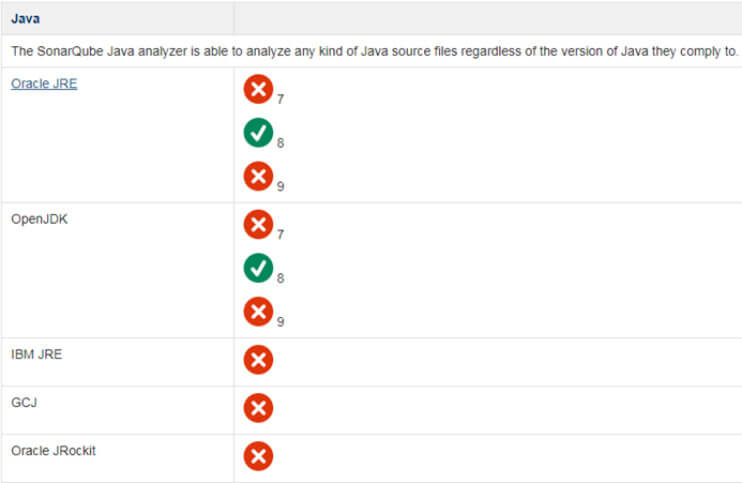 Java
The SonarQube Java analyzer is able to analyze any kind of Java source files regardless of the version of Java they comply to.
Oracle JRE
7
8
9
OpenJDK
7
8
9
IBM JRE
GCJ
Oracle JRockit